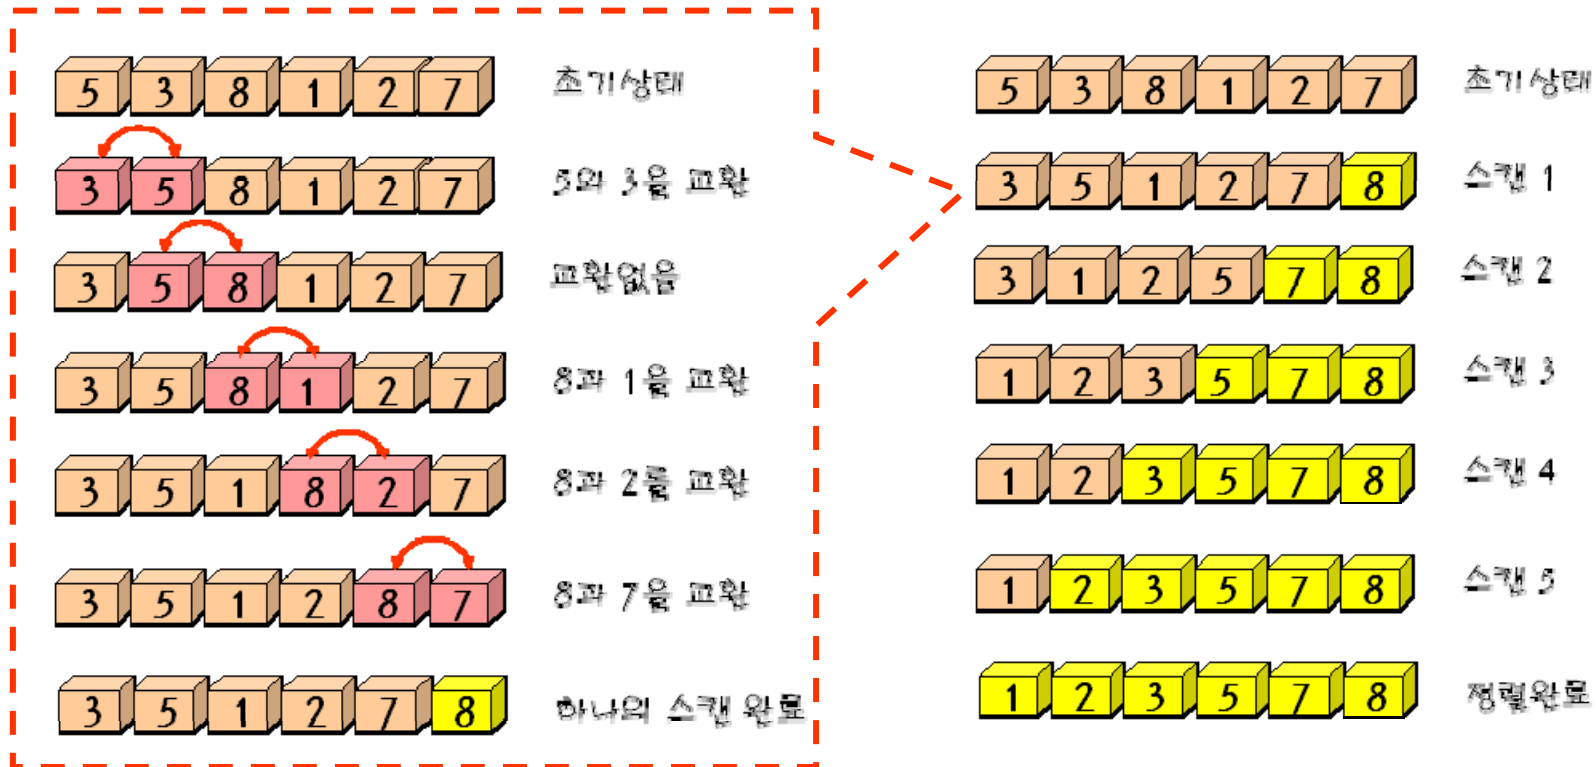 5 3 8 1 2 7 초기상태
3 5 8 1 2 7 5와 3을 교환
3 5 8 1 2 7 교환없음
3 5 8 1 2 7 8과 1을 교환
3 5 1 8 2 7 8과 2를 교환
3 5 1 2 8 7 8과 7을 교환
3 5 1 2 7 8 하나의 스캔 완료
5 3 8 1 2 7 초기상태
3 5 1 2 7 8 스캔 1
3 1 2 5 7 8 스캔 2
1 2 3 5 7 8 스캔 3
1 2 3 5 7 8 스캔 4
1 2 3 5 7 8 스캔 5
1 2 3 5 7 8 정렬완료